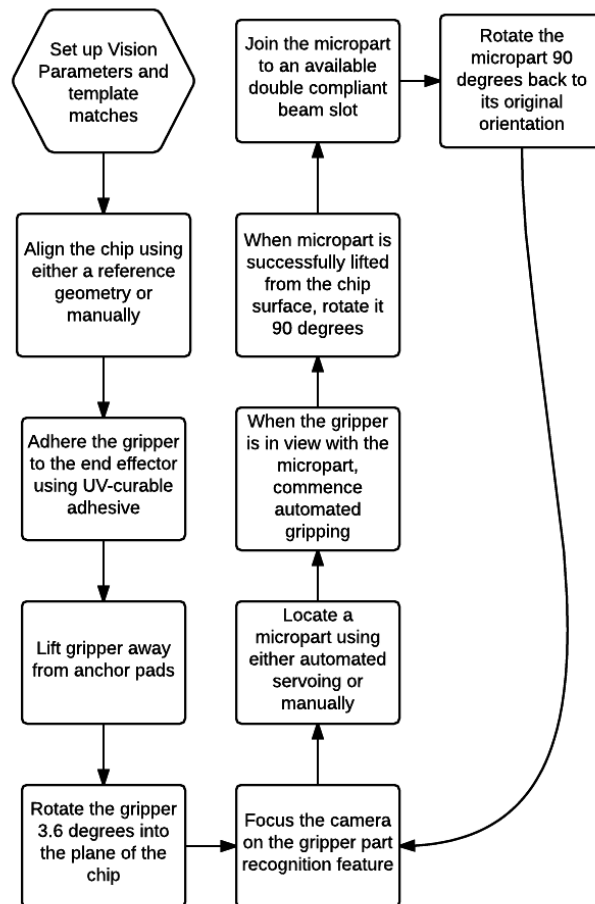 Set up Vision
Parameters and
template
matches
Align the chip using
either a reference
geometry or
manually
Adhere the gripper
to the end effector
using UV-curable
adhesive
Lift gripper away
from anchor pads
Rotate the gripper
3.6 degrees into
the plane of the
chip
Focus the camera
on the gripper part
recognition feature
Locate a
micropart using
either automated
servoing or
manually
When the gripper
is in view with the
micropart,
commence
automated
gripping
When micropart is
successfully lifted
from the chip
surface, rotate it
90 degrees
Join the micropart
to an available
double compliant
beam slot
Rotate the
micropart 90
degrees back to
its original
orientation